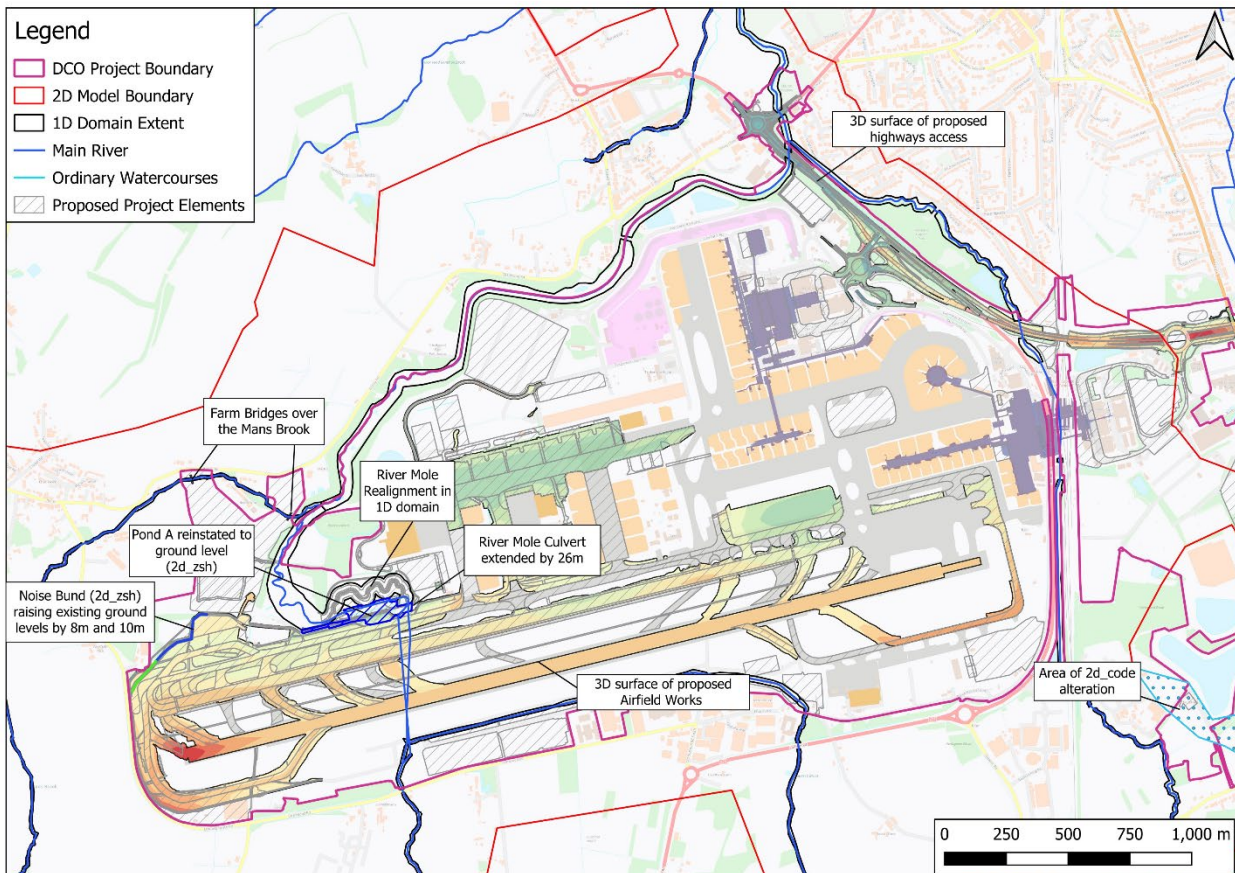 Legend
DCO Project Boundary
2D Model Boundary
1D Domain Extent
Main River
Ordinary Watercourses
Proposed Project Elements
3D surface of proposed
highways access
Farm Bridges over
the Mans Brook
River Mole
Realignment in
1D domain
Pond A reinstated to
ground level
(2d_zsh)
River Mole Culvert
extended by 26m
Noise Bund (2d_zsh)
raising existing ground
levels by 8m and 10m
3D surface of proposed
Airfield Works
Area of 2d_code
alteration
0 250 500 750 1,000 m